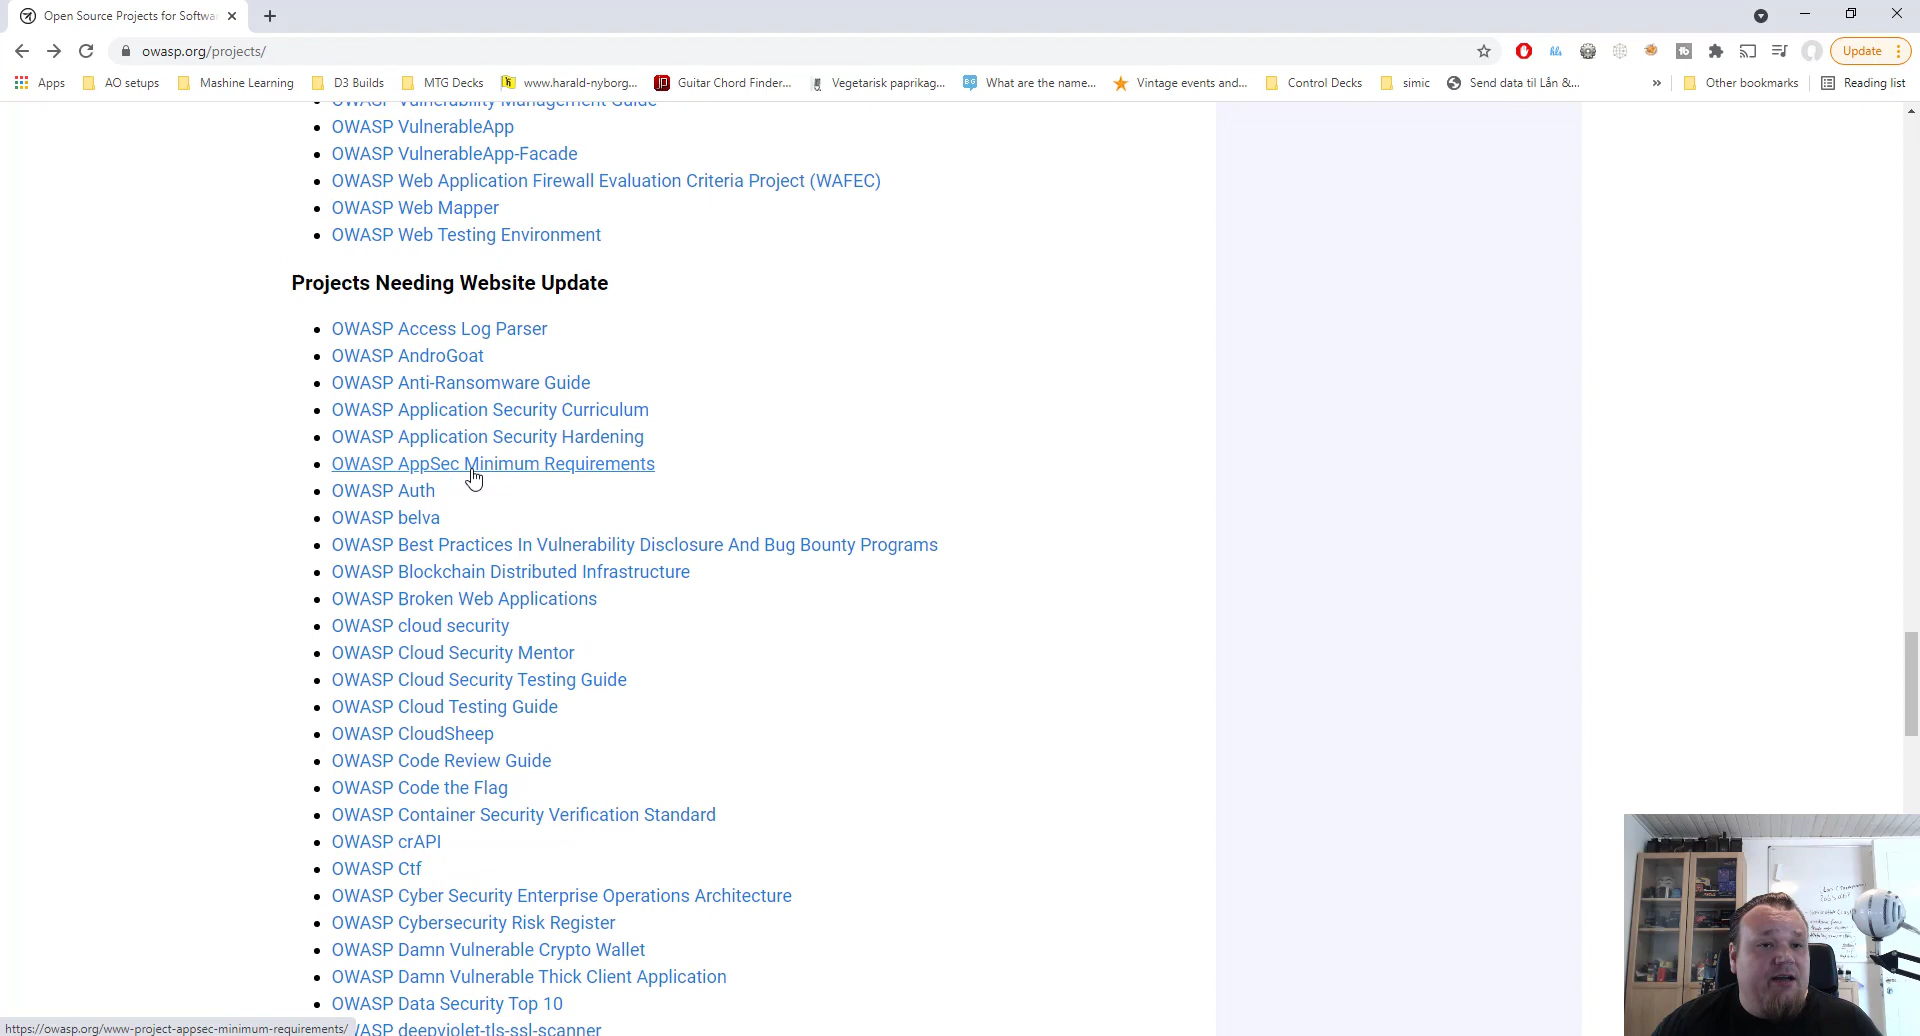 Open Source Projects for Softwa
owasp.org/projects/
Update
Apps
AO setups
Mashine Learning
D3 Builds
MTG Decks
www.harald-nyborg...
Guitar Chord Finder...
Vegetarisk paprikag...
What are the name...
Vintage events and...
Control Decks
simic
Send data til Lån &...
»
Other bookmarks
Reading list
OWASP Vulnerability Management Guide
OWASP VulnerableApp
OWASP VulnerableApp-Facade
OWASP Web Application Firewall Evaluation Criteria Project (WAFEC)
OWASP Web Mapper
OWASP Web Testing Environment
Projects Needing Website Update
OWASP Access Log Parser
OWASP AndroGoat
OWASP Anti-Ransomware Guide
OWASP Application Security Curriculum
OWASP Application Security Hardening
OWASP AppSec Minimum Requirements
OWASP Auth
OWASP belva
OWASP Best Practices In Vulnerability Disclosure And Bug Bounty Programs
OWASP Blockchain Distributed Infrastructure
OWASP Broken Web Applications
OWASP cloud security
OWASP Cloud Security Mentor
OWASP Cloud Security Testing Guide
OWASP Cloud Testing Guide
OWASP CloudSheep
OWASP Code Review Guide
OWASP Code the Flag
OWASP Container Security Verification Standard
OWASP crAPI
OWASP Ctf
OWASP Cyber Security Enterprise Operations Architecture
OWASP Cybersecurity Risk Register
OWASP Damn Vulnerable Crypto Wallet
OWASP Damn Vulnerable Thick Client Application
OWASP Data Security Top 10
https://owasp.org/www-project-appsec-minimum-requirements/
ASP deepviolet-tls-ssl-scanner